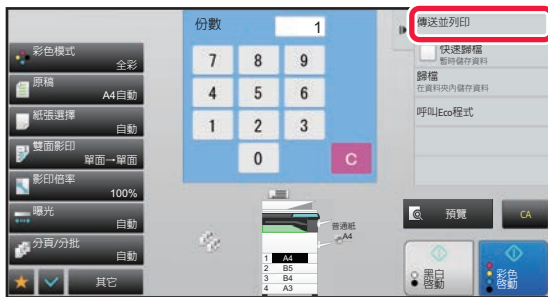 彩色模式
全彩
原稿
A4自動
紙張選擇
自動
雙面影印
單面→單面
影印倍率
100%
曝光
自動
分頁/分批
自動
其它
份數
1
7 8 9
4 5 6
1 2 3
0 C
普通紙
A4
1 A4
2 B5
3 B4
4 A3
傳送並列印
快速歸檔
暫時儲存資料
歸檔
在資料夾內儲存資料
呼叫Eco程式
預覽
CA
黑白
啓動
彩色
啓動